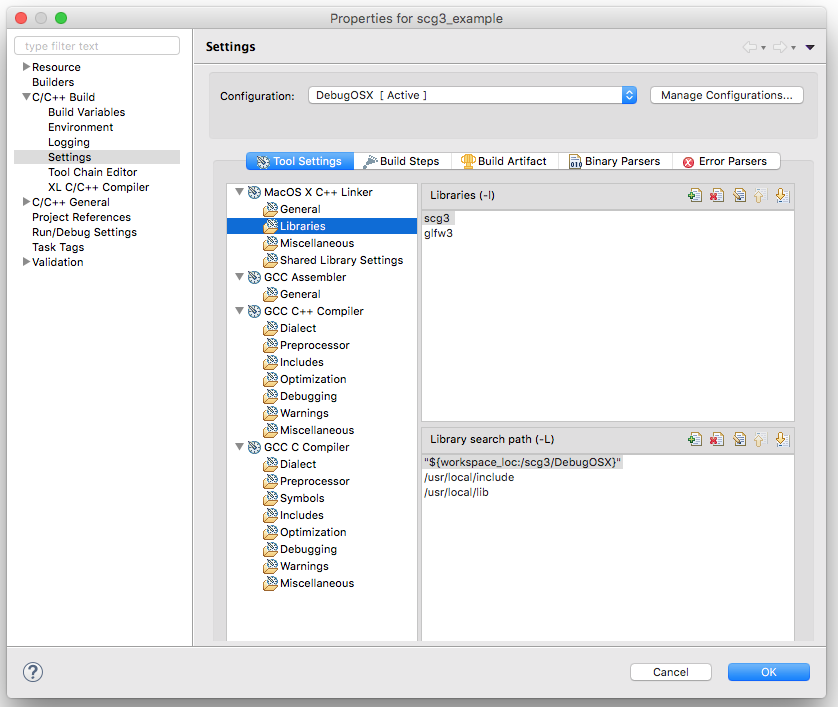 Properties for scg3_example
type filter text
Resource
Builders
C/C++ Build
Build Variables
Environment
Logging
Settings
Tool Chain Editor
XL C/C++ Compiler
C/C++ General
Project References
Run/Debug Settings
Task Tags
Validation
Settings
Configuration:
DebugOSX [ Active ]
Manage Configurations...
Tool Settings
Build Steps
Build Artifact
Binary Parsers
Error Parsers
MacOS X C++ Linker
General
Libraries
Miscellaneous
Shared Library Settings
GCC Assembler
General
GCC C++ Compiler
Dialect
Preprocessor
Includes
Optimization
Debugging
Warnings
Miscellaneous
GCC C Compiler
Dialect
Preprocessor
Symbols
Includes
Optimization
Debugging
Warnings
Miscellaneous
Libraries (-l)
scg3
glfw3
Library search path (-L)
"${workspace_loc:/scg3/DebugOSX}"
/usr/local/include
/usr/local/lib
?
Cancel
OK